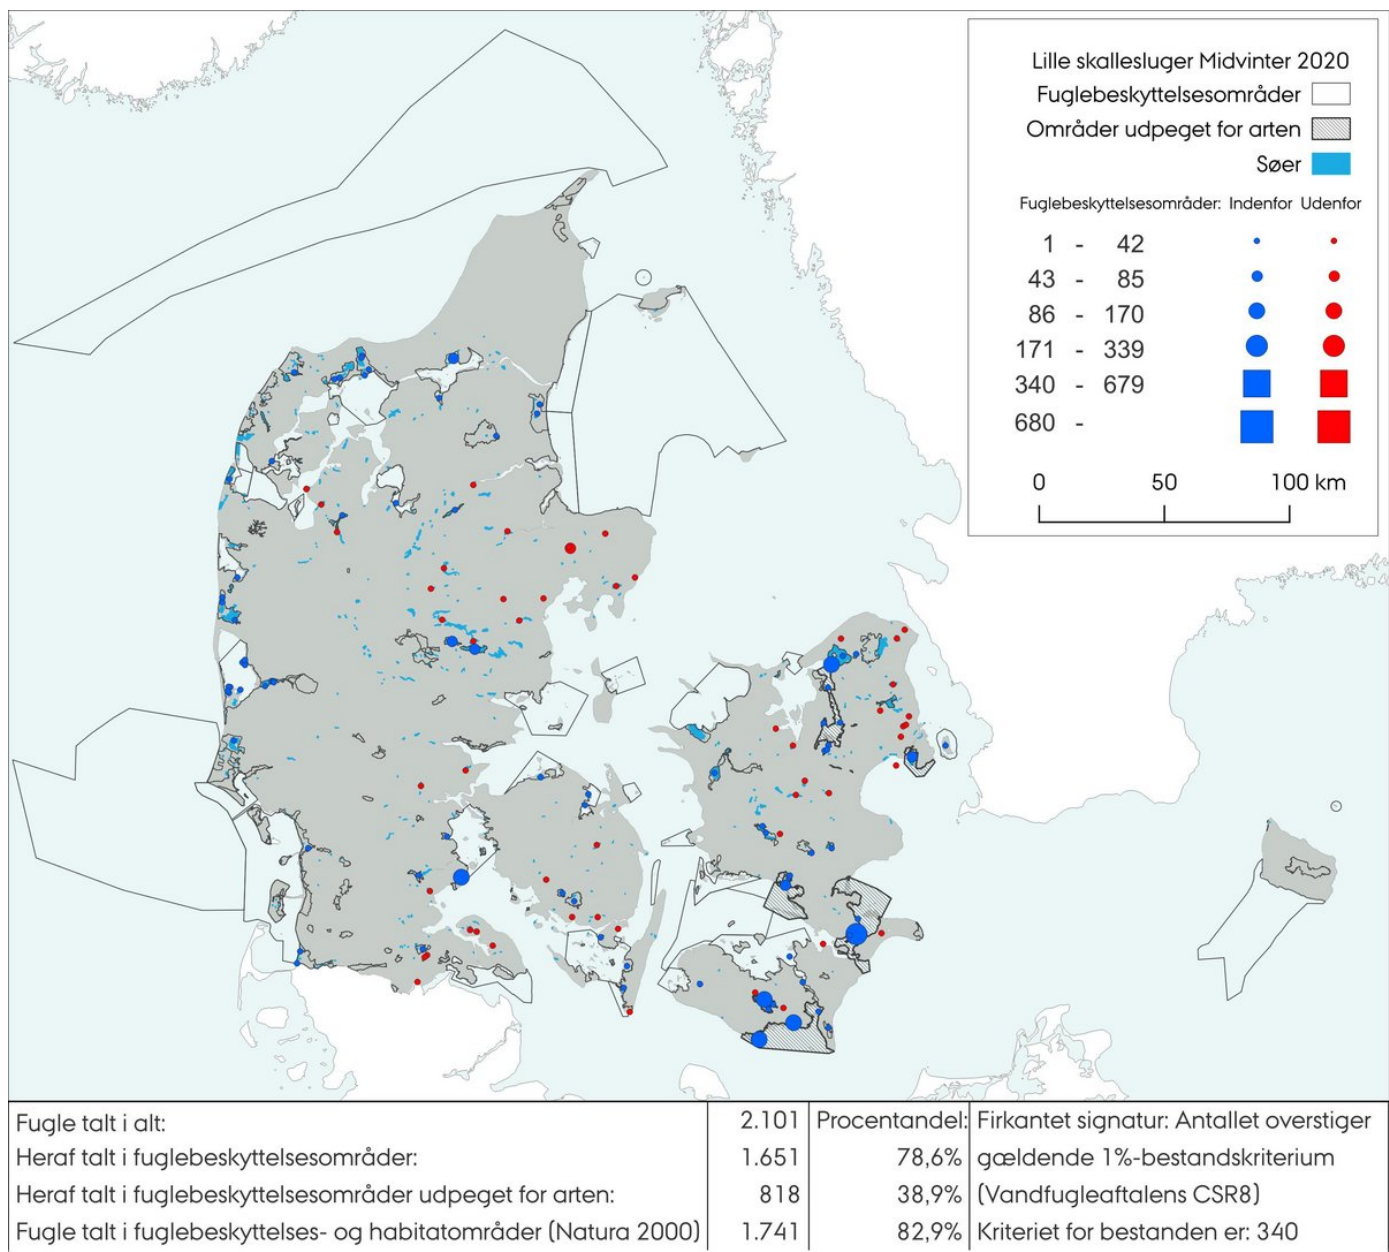 Lille skallesluger Midvinter 2020
Fuglebeskyttelsesområder
Områder udpeget for arten
Søer
Fuglebeskyttelsesområder: Indenfor Udenfor
1 - 42
43 - 85
86 - 170
171 - 339
340 - 679
680 -
0 50 100 km
Fugle talt i alt: 2.101 Procentandel: Firkantet signatur: Antallet overstiger
Heraf talt i fuglebeskyttelsesområder: 1.651 78,6% gældende 1%-bestandskriterium
Heraf talt i fuglebeskyttelsesområder udpeget for arten: 818 38,9% (Vandfugleaftalens CSR8)
Fugle talt i fuglebeskyttelses- og habitatområder (Natura 2000) 1.741 82,9% Kriteriet for bestanden er: 340